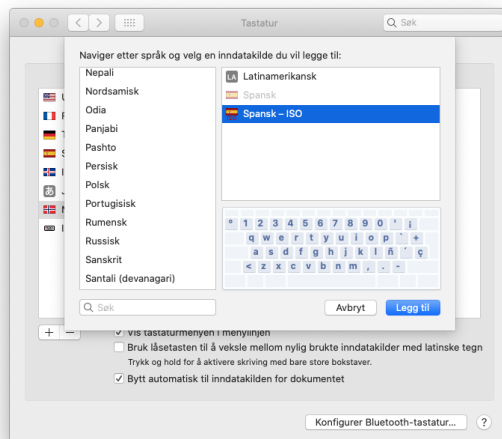 Tastatur
Søk
Naviger etter språk og velg en inndatakilde du vil legge til:
Nepali
Nordsamisk
Odia
Panjabi
Pashto
Persisk
Polsk
Portugisisk
Rumensk
Russisk
Sanskrit
Santali (devanagari)
Søk
LA Latinamerikansk
Spansk
Spansk – ISO
º 1 2 3 4 5 6 7 8 9 0 ' ¡
q w e r t y u i o p ` +
a s d f g h j k l ñ ´ ç
< z x c v b n m , . -
Avbryt
Legg til
あ
+ −
Vis tastaturmenyen i menylinjen
Bruk låsetasten til å veksle mellom nylig brukte inndatakilder med latinske tegn
Trykk og hold for å aktivere skriving med bare store bokstaver.
Bytt automatisk til inndatakilden for dokumentet
Konfigurer Bluetooth-tastatur...
?